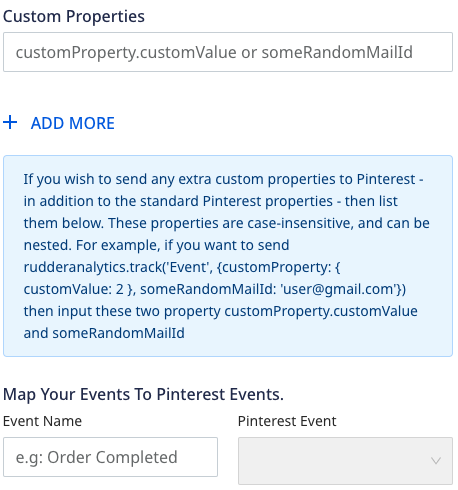 Custom Properties
customProperty.customValue or someRandomMailId
+ ADD MORE
If you wish to send any extra custom properties to Pinterest -
in addition to the standard Pinterest properties - then list
them below. These properties are case-insensitive, and can be
nested. For example, if you want to send
rudderanalytics.track('Event', {customProperty: {
customValue: 2 }, someRandomMailId: 'user@gmail.com'})
then input these two property customProperty.customValue
and someRandomMailId
Map Your Events To Pinterest Events.
Event Name
Pinterest Event
e.g: Order Completed